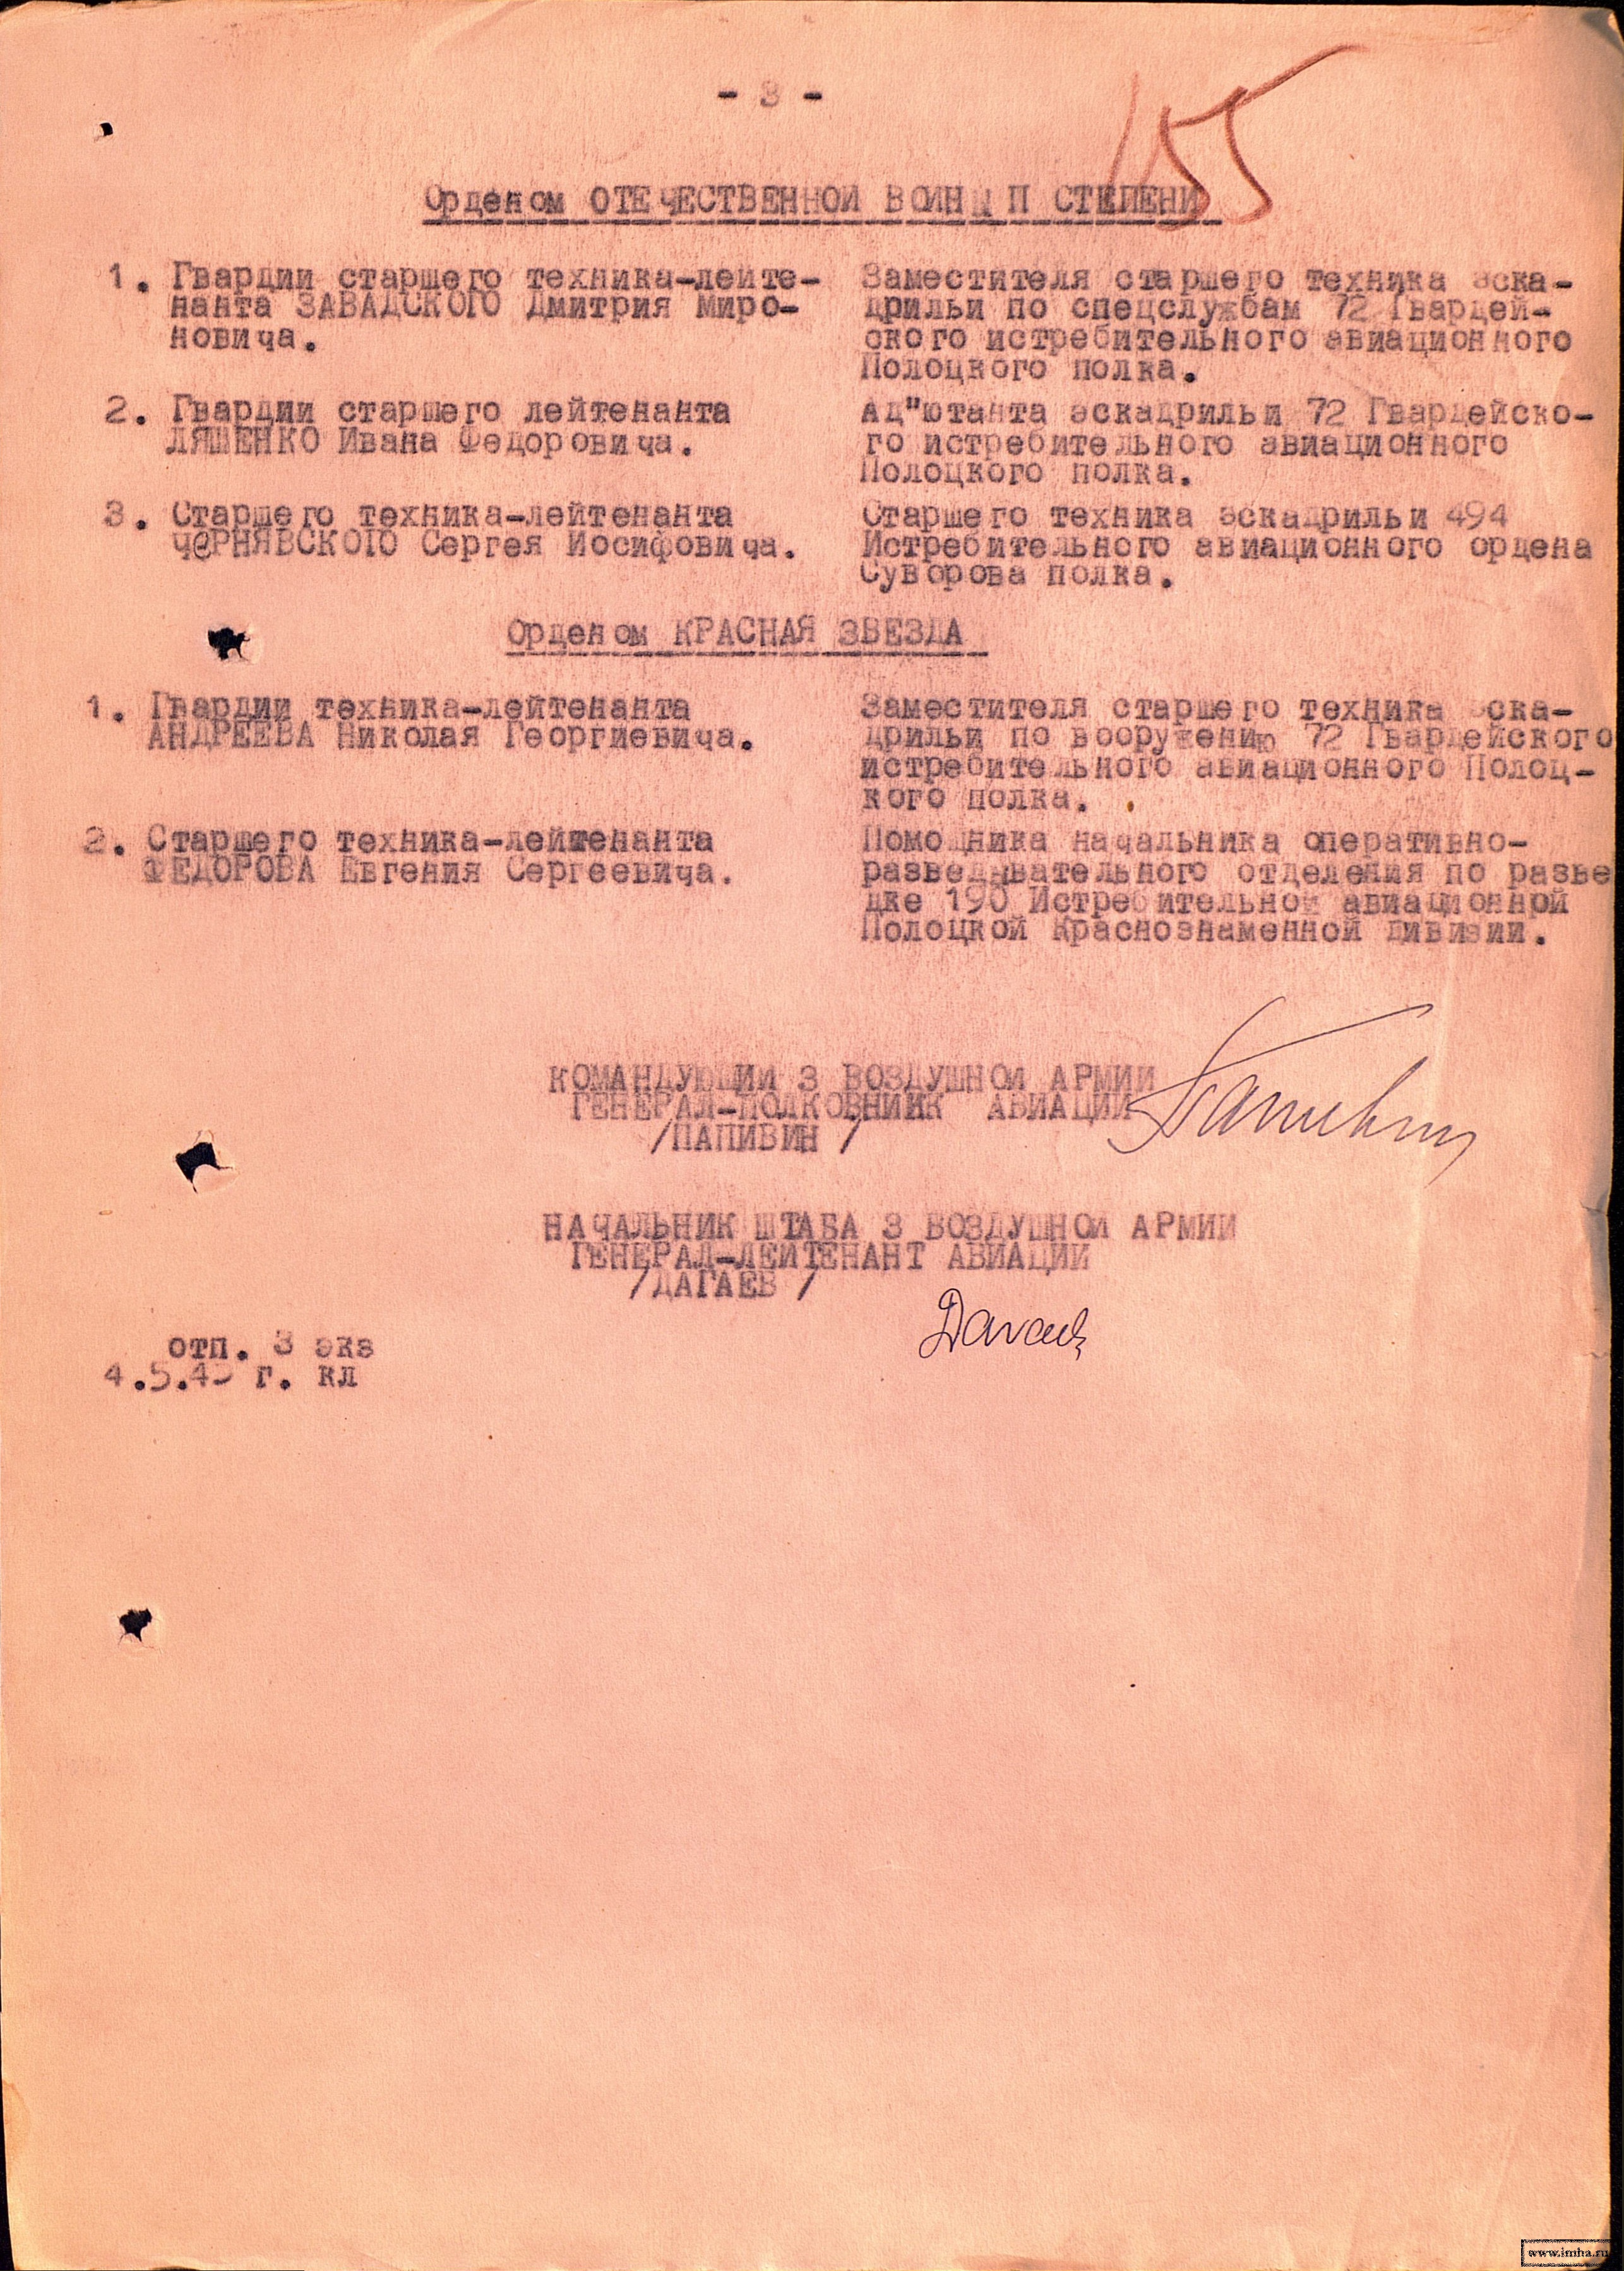 - 3 -
155
Орденом ОТЕЧЕСТВЕННОЙ ВОЙНЫ П СТЕПЕНИ
1. Гвардии старшего техника-лейте-
нанта ЗАВАДСКОГО Дмитрия Миро-
новича.
Заместителя старшего техника эска-
дрильи по спецслужбам 72 Гвардей-
ского истребительного авиационного
Полоцкого полка.
2. Гвардии старшего лейтенанта
ЛЯШЕНКО Ивана Федоровича.
Ад"ютанта эскадрильи 72 Гвардейско-
го истребительного авиационного
Полоцкого полка.
3. Старшего техника-лейтенанта
ЧеРНЯВСКОГО Сергея Иосифовича.
Старшего техника эскадрильи 494
Истребительного авиационного ордена
Суворова полка.
Орденом КРАСНАЯ ЗВЕЗДА
1. Гвардии техника-лейтенанта
АНДРЕЕВА Николая Георгиевича.
Заместителя старшего техника эска-
дрильи по вооружению 72 Гвардейского
истребительного авиационного Полоц-
кого полка.
2. Старшего техника-лейтенанта
ФЕДОРОВА Евгения Сергеевича.
Помощника начальника оперативно-
разведывательного отделения по разве
дке 190 Истребительной авиационной
Полоцкой Краснознаменной дивизии.
КОМАНДУЮЩИЙ 3 ВОЗДУШНОЙ АРМИИ
ГЕНЕРАЛ-ПОЛКОВНИК АВИАЦИИ
/ПАПИВИН /
Папивин
НАЧАЛЬНИК ШТАБА 3 ВОЗДУШНОЙ АРМИИ
ГЕНЕРАЛ-ЛЕЙТЕНАНТ АВИАЦИИ
/ДАГАЕВ /
Дагаев
отп. 3 экз
4.5.45 г. кл
www.imha.ru